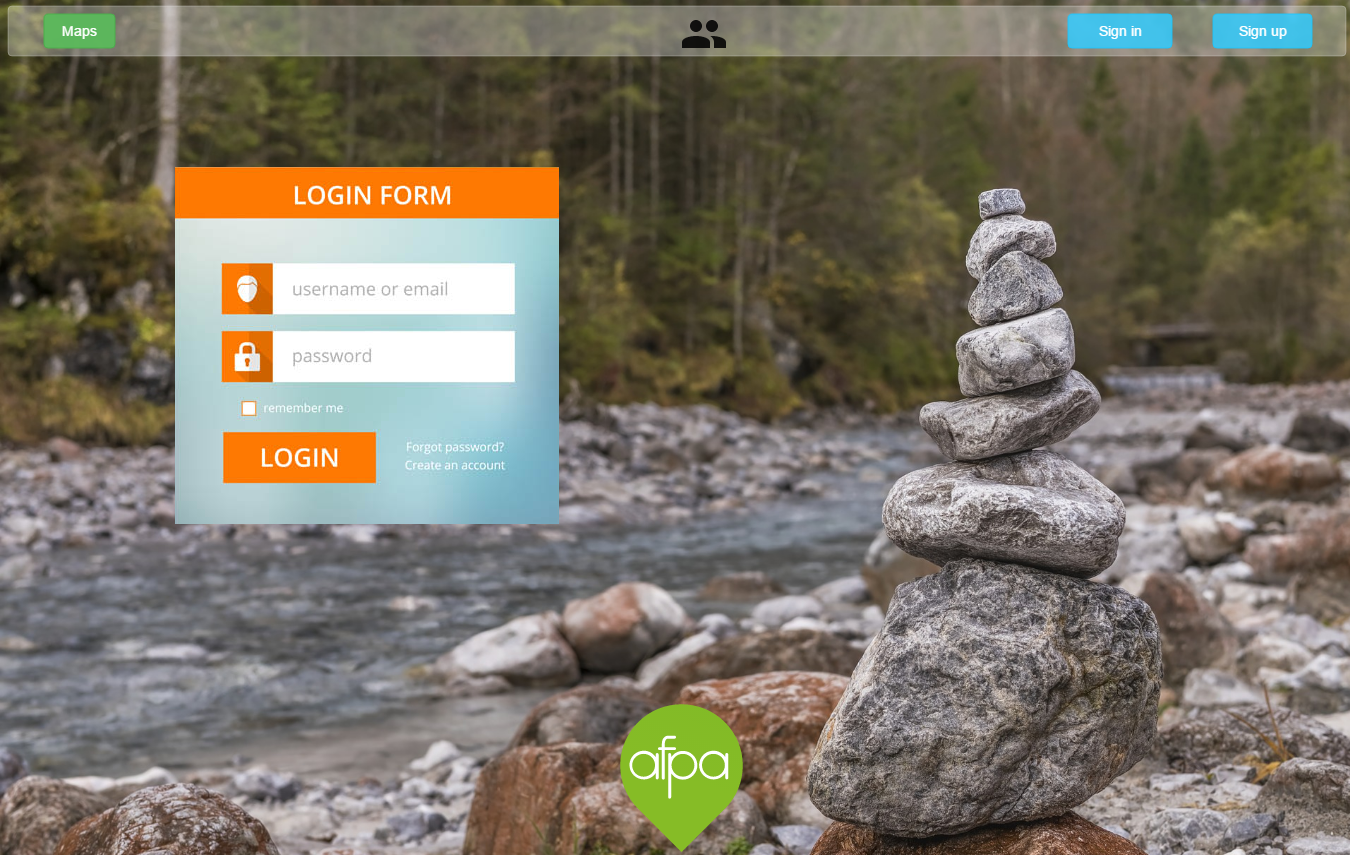 Maps
Sign in
Sign up
LOGIN FORM
username or email
password
remember me
LOGIN
Forgot password?
Create an account
afpa